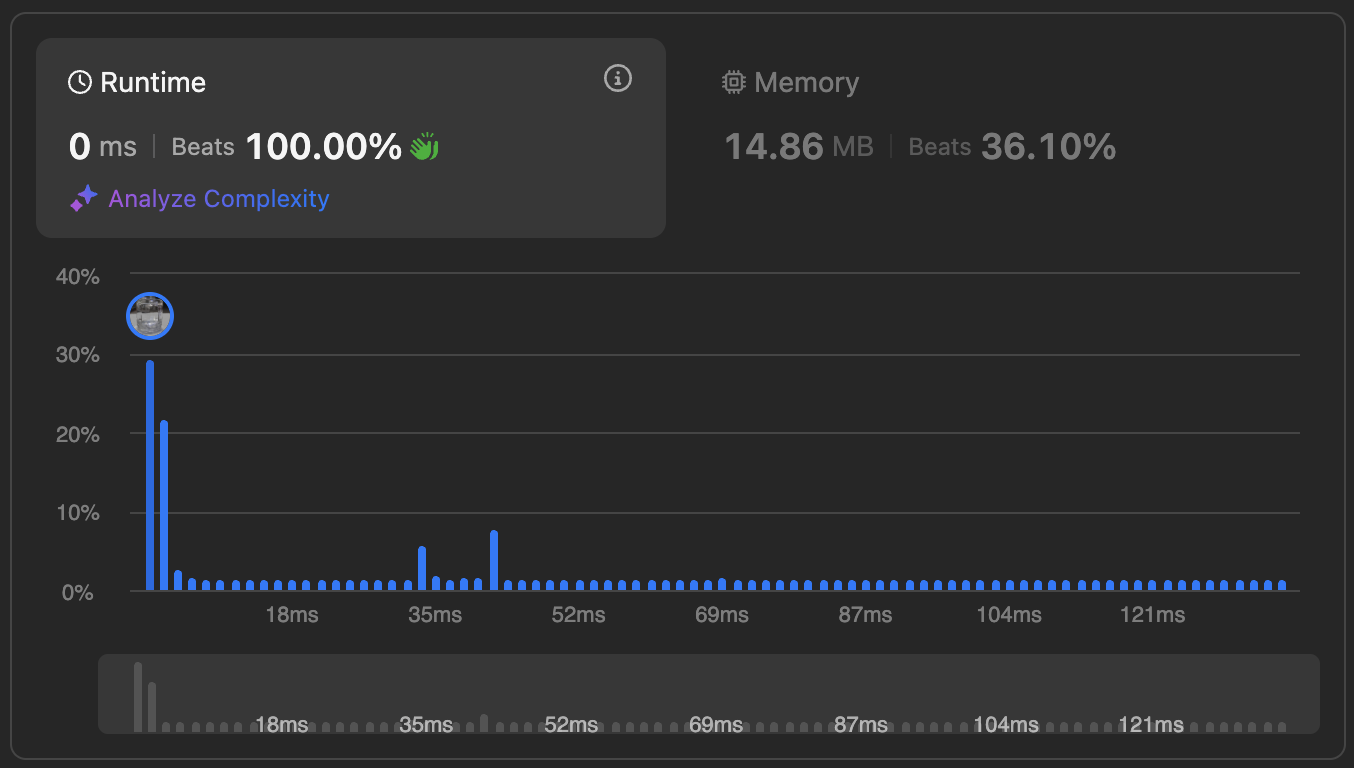 Runtime
0 ms | Beats 100.00%
Analyze Complexity
Memory
14.86 MB | Beats 36.10%
40%
30%
20%
10%
0%
18ms 35ms 52ms 69ms 87ms 104ms 121ms
18ms 35ms 52ms 69ms 87ms 104ms 121ms